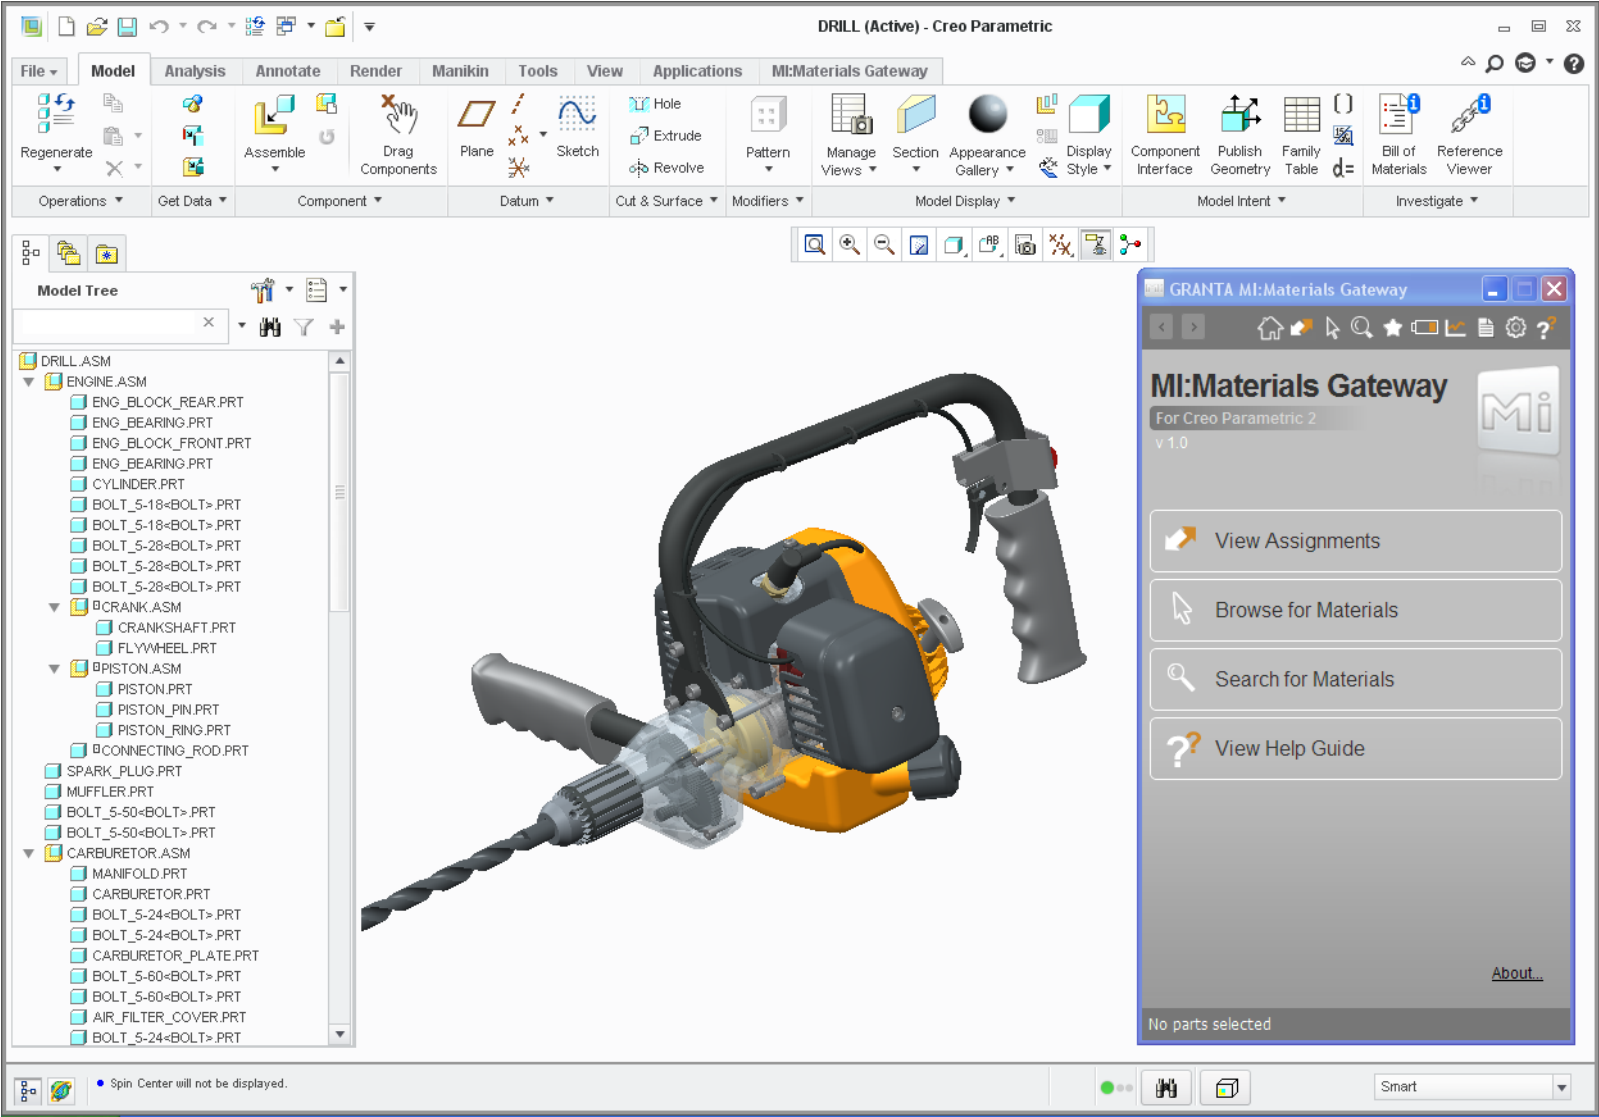 DRILL (Active) - Creo Parametric
File Model Analysis Annotate Render Manikin Tools View Applications MI:Materials Gateway
Regenerate
Operations
Get Data
Assemble
Drag
Components
Component
Plane
Sketch
Datum
Hole
Extrude
Revolve
Cut & Surface
Pattern
Modifiers
Manage
Views
Section
Appearance
Gallery
Display
Style
Model Display
Component
Interface
Publish
Geometry
Family
Table
d=
Model Intent
Bill of
Materials
Reference
Viewer
Investigate
Model Tree
DRILL.ASM
ENGINE.ASM
ENG_BLOCK_REAR.PRT
ENG_BEARING.PRT
ENG_BLOCK_FRONT.PRT
ENG_BEARING.PRT
CYLINDER.PRT
BOLT_5-18<BOLT>.PRT
BOLT_5-18<BOLT>.PRT
BOLT_5-28<BOLT>.PRT
BOLT_5-28<BOLT>.PRT
BOLT_5-28<BOLT>.PRT
CRANK.ASM
CRANKSHAFT.PRT
FLYWHEEL.PRT
PISTON.ASM
PISTON.PRT
PISTON_PIN.PRT
PISTON_RING.PRT
CONNECTING_ROD.PRT
SPARK_PLUG.PRT
MUFFLER.PRT
BOLT_5-50<BOLT>.PRT
BOLT_5-50<BOLT>.PRT
CARBURETOR.ASM
MANIFOLD.PRT
CARBURETOR.PRT
BOLT_5-24<BOLT>.PRT
BOLT_5-24<BOLT>.PRT
CARBURETOR_PLATE.PRT
BOLT_5-60<BOLT>.PRT
BOLT_5-60<BOLT>.PRT
AIR_FILTER_COVER.PRT
BOLT_5-24<BOLT>.PRT
GRANTA MI:Materials Gateway
MI:Materials Gateway
For Creo Parametric 2
v 1.0
Mi
View Assignments
Browse for Materials
Search for Materials
View Help Guide
About...
No parts selected
Spin Center will not be displayed.
Smart